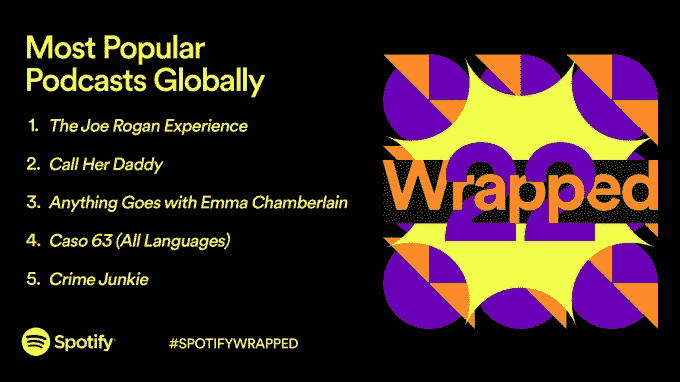 Most Popular
Podcasts Globally
1. The Joe Rogan Experience
2. Call Her Daddy
3. Anything Goes with Emma Chamberlain
4. Caso 63 (All Languages)
5. Crime Junkie
22
Wrapped
Spotify
#SPOTIFYWRAPPED